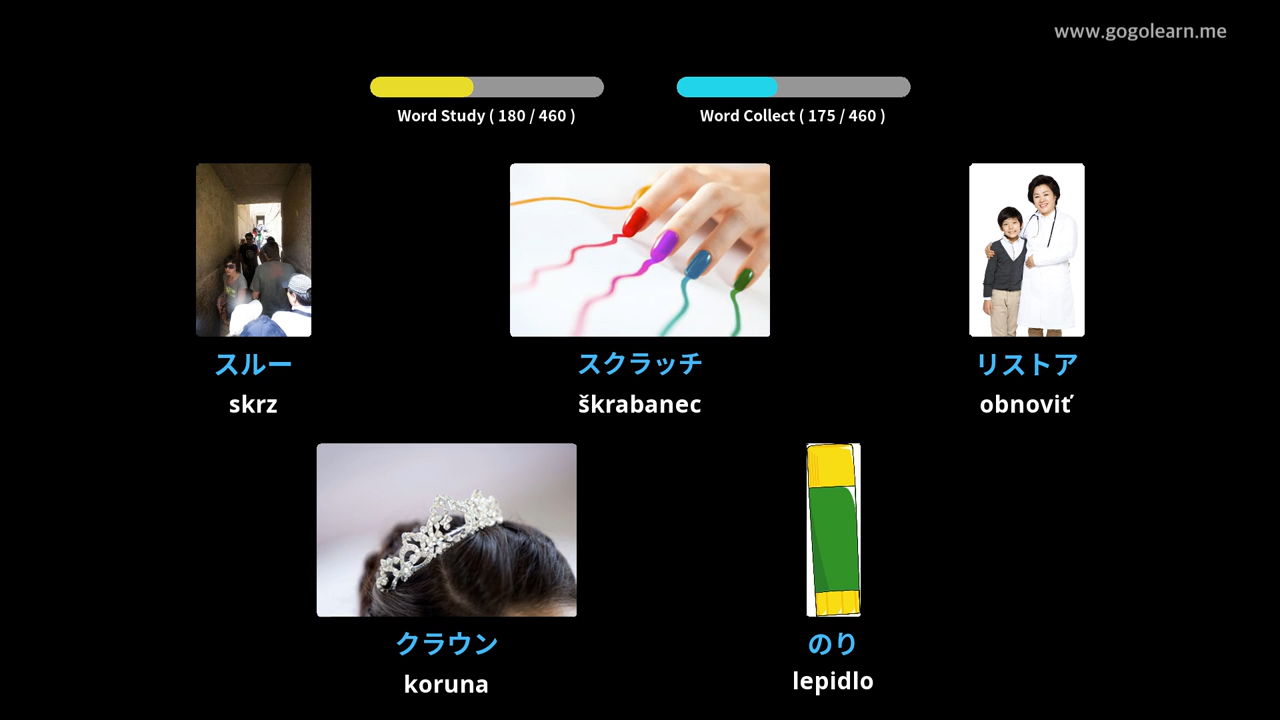 www.gogolearn.me
Word Study ( 180 / 460 )
Word Collect ( 175 / 460 )
スルー
skrz
スクラッチ
škrabanec
リストア
obnoviť
クラウン
koruna
のり
lepidlo